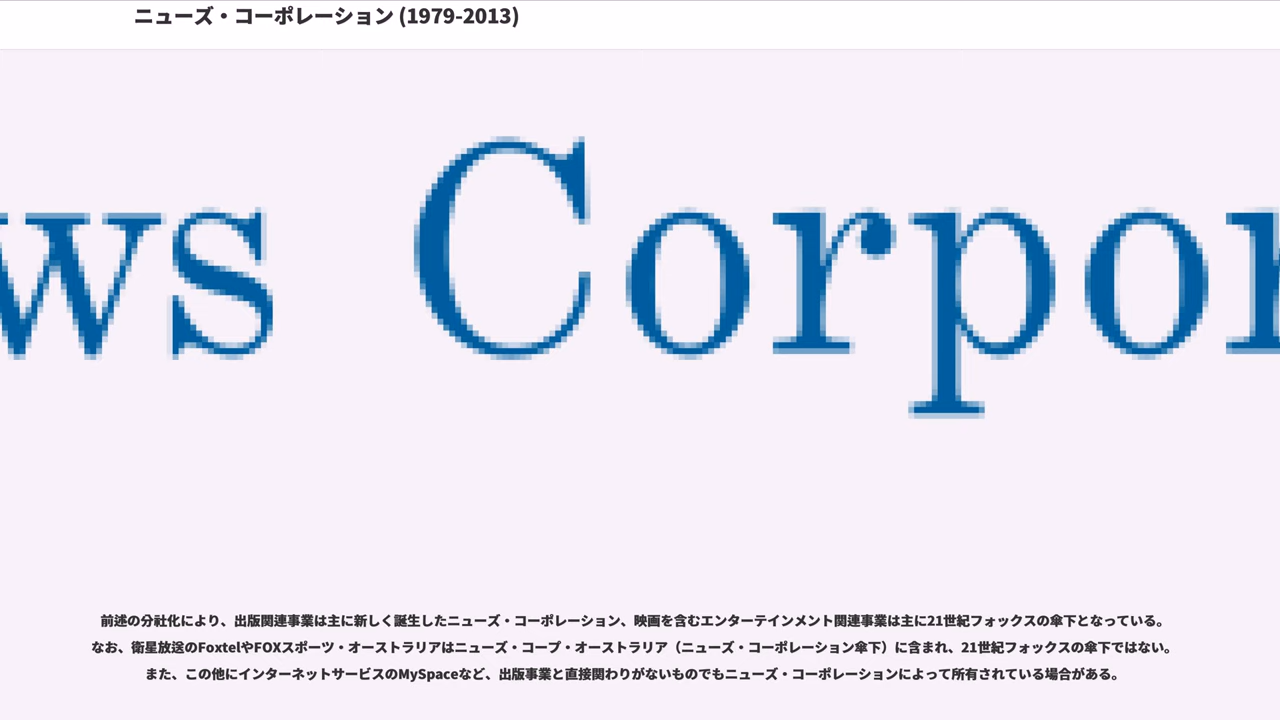 ニューズ・コーポレーション (1979-2013)
ws Corpor
前述の分社化により、出版関連事業は主に新しく誕生したニューズ・コーポレーション、映画を含むエンターテインメント関連事業は主に21世紀フォックスの傘下となっている。
なお、衛星放送のFoxtelやFOXスポーツ・オーストラリアはニューズ・コープ・オーストラリア（ニューズ・コーポレーション傘下）に含まれ、21世紀フォックスの傘下ではない。
また、この他にインターネットサービスのMySpaceなど、出版事業と直接関わりがないものでもニューズ・コーポレーションによって所有されている場合がある。